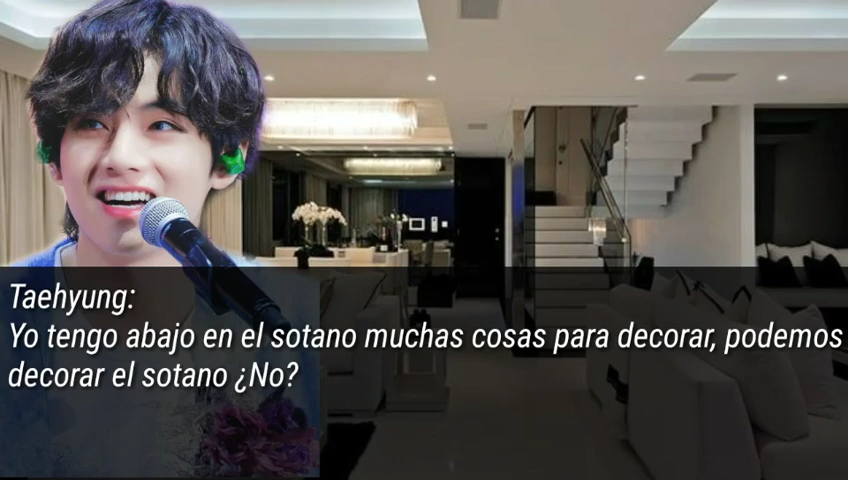 Taehyung:
Yo tengo abajo en el sotano muchas cosas para decorar, podemos
decorar el sotano ¿No?